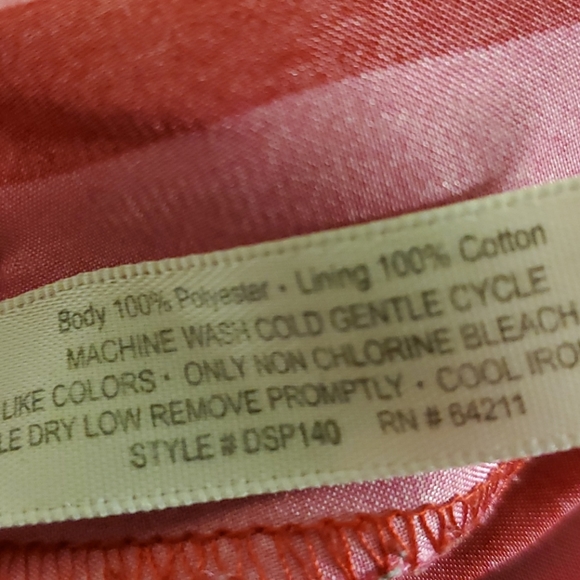 Body 100% Polyester • Lining 100% Cotton
MACHINE WASH COLD GENTLE CYCLE
LIKE COLORS • ONLY NON CHLORINE BLEACH
LE DRY LOW REMOVE PROMPTLY • COOL IRO
STYLE # DSP140 RN # 64211